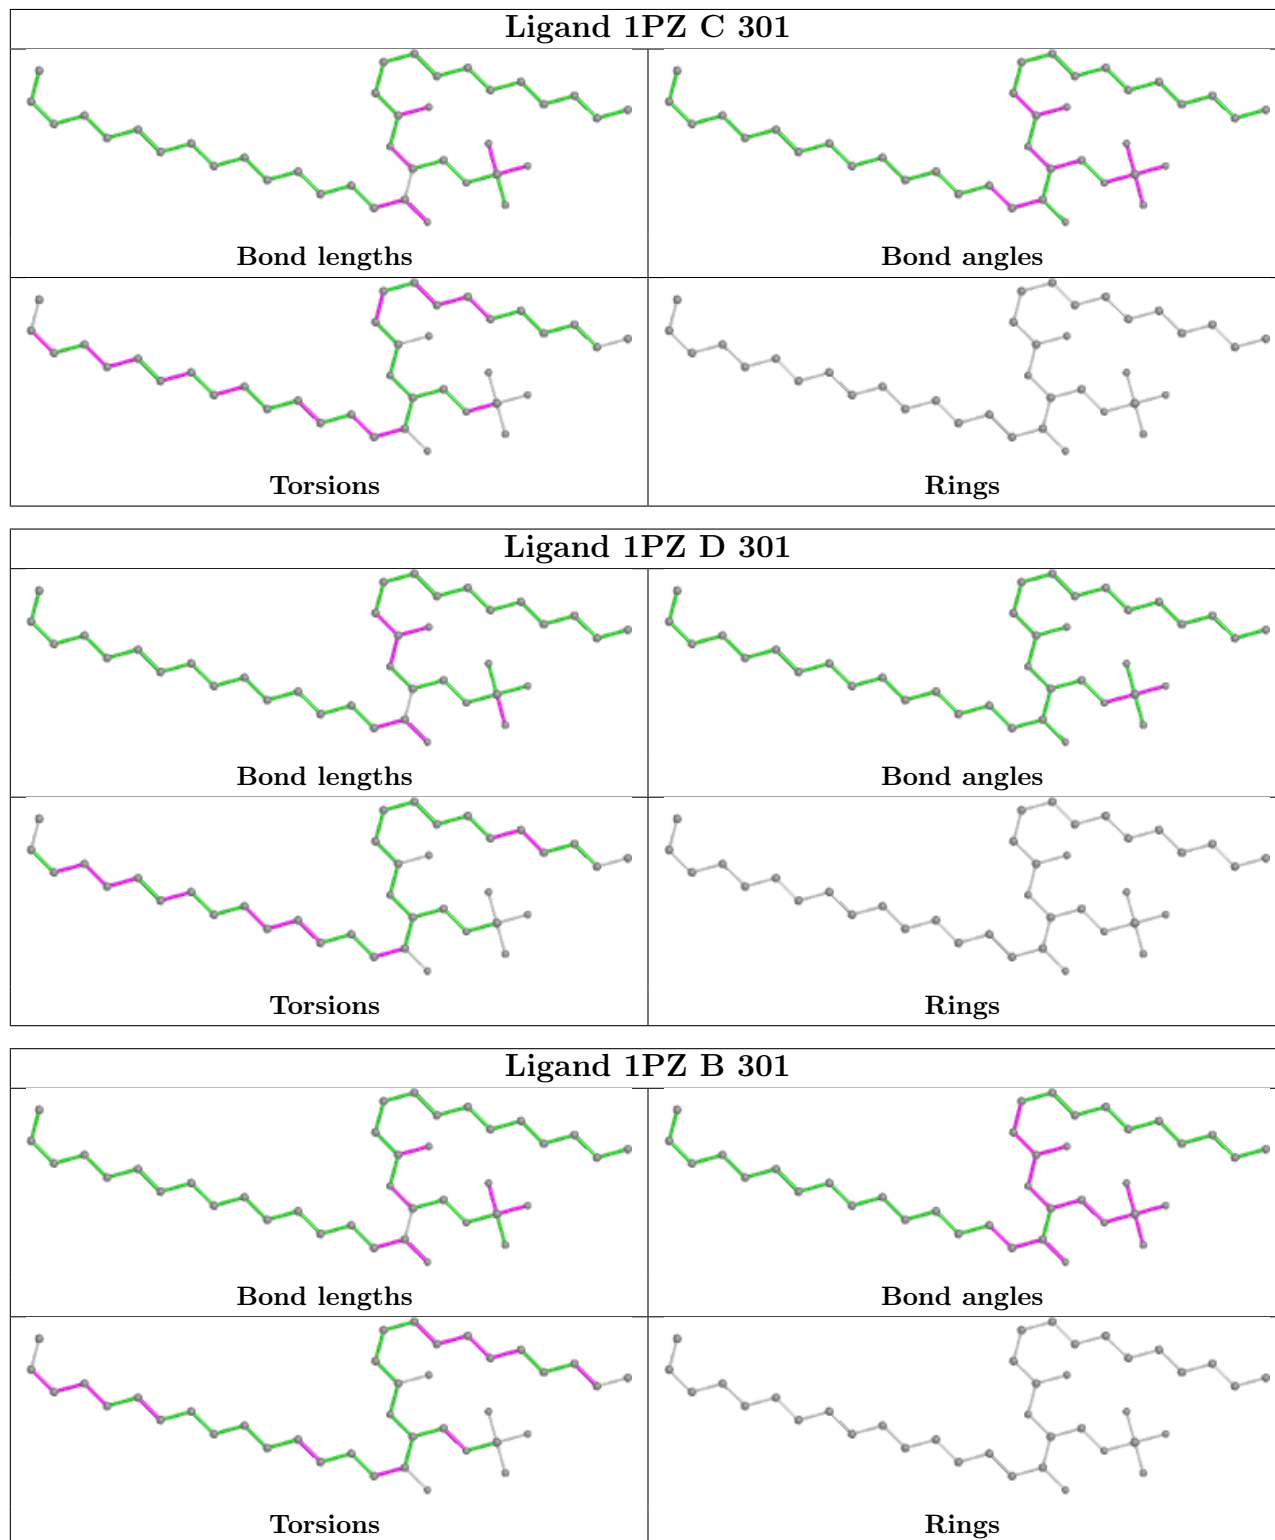 Ligand 1PZ C 301
Bond lengths
Bond angles
Torsions
Rings
Ligand 1PZ D 301
Bond lengths
Bond angles
Torsions
Rings
Ligand 1PZ B 301
Bond lengths
Bond angles
Torsions
Rings